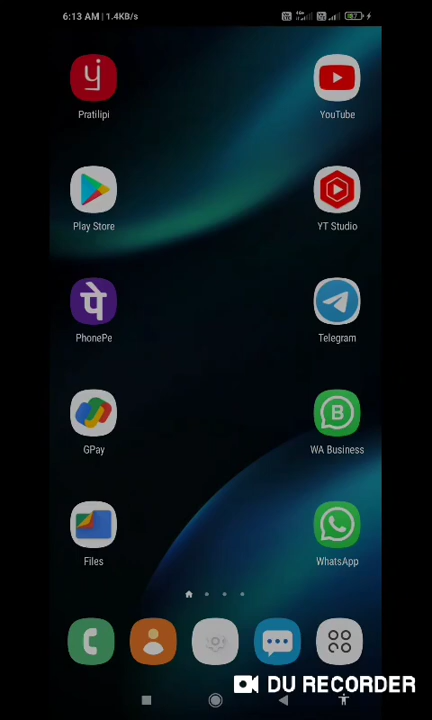 6:13 AM | 1.4KB/s
Pratilipi
YouTube
Play Store
YT Studio
पे
PhonePe
Telegram
GPay
B
WA Business
Files
WhatsApp
DU RECORDER